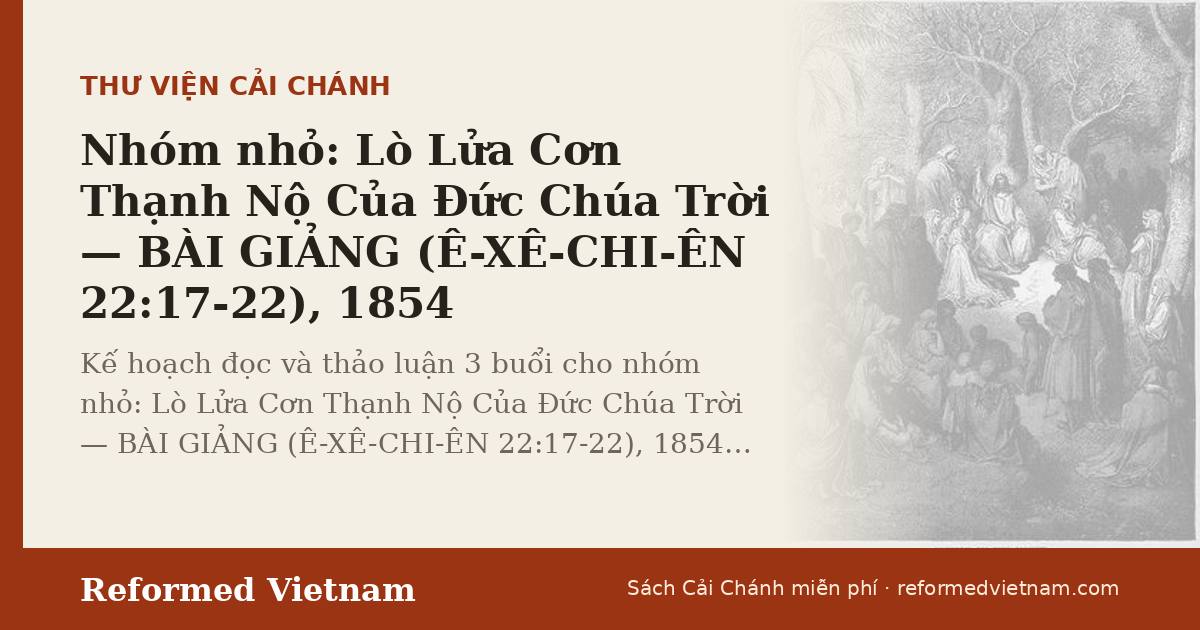 THƯ VIỆN CẢI CHÁNH
Nhóm nhỏ: Lò Lửa Cơn
Thạnh Nộ Của Đức Chúa Trời
— BÀI GIẢNG (Ê-XÊ-CHI-ÊN
22:17-22), 1854
Kế hoạch đọc và thảo luận 3 buổi cho nhóm
nhỏ: Lò Lửa Cơn Thạnh Nộ Của Đức Chúa Trời
— BÀI GIẢNG (Ê-XÊ-CHI-ÊN 22:17-22), 1854…
Reformed Vietnam
Sách Cải Chánh miễn phí · reformedvietnam.com